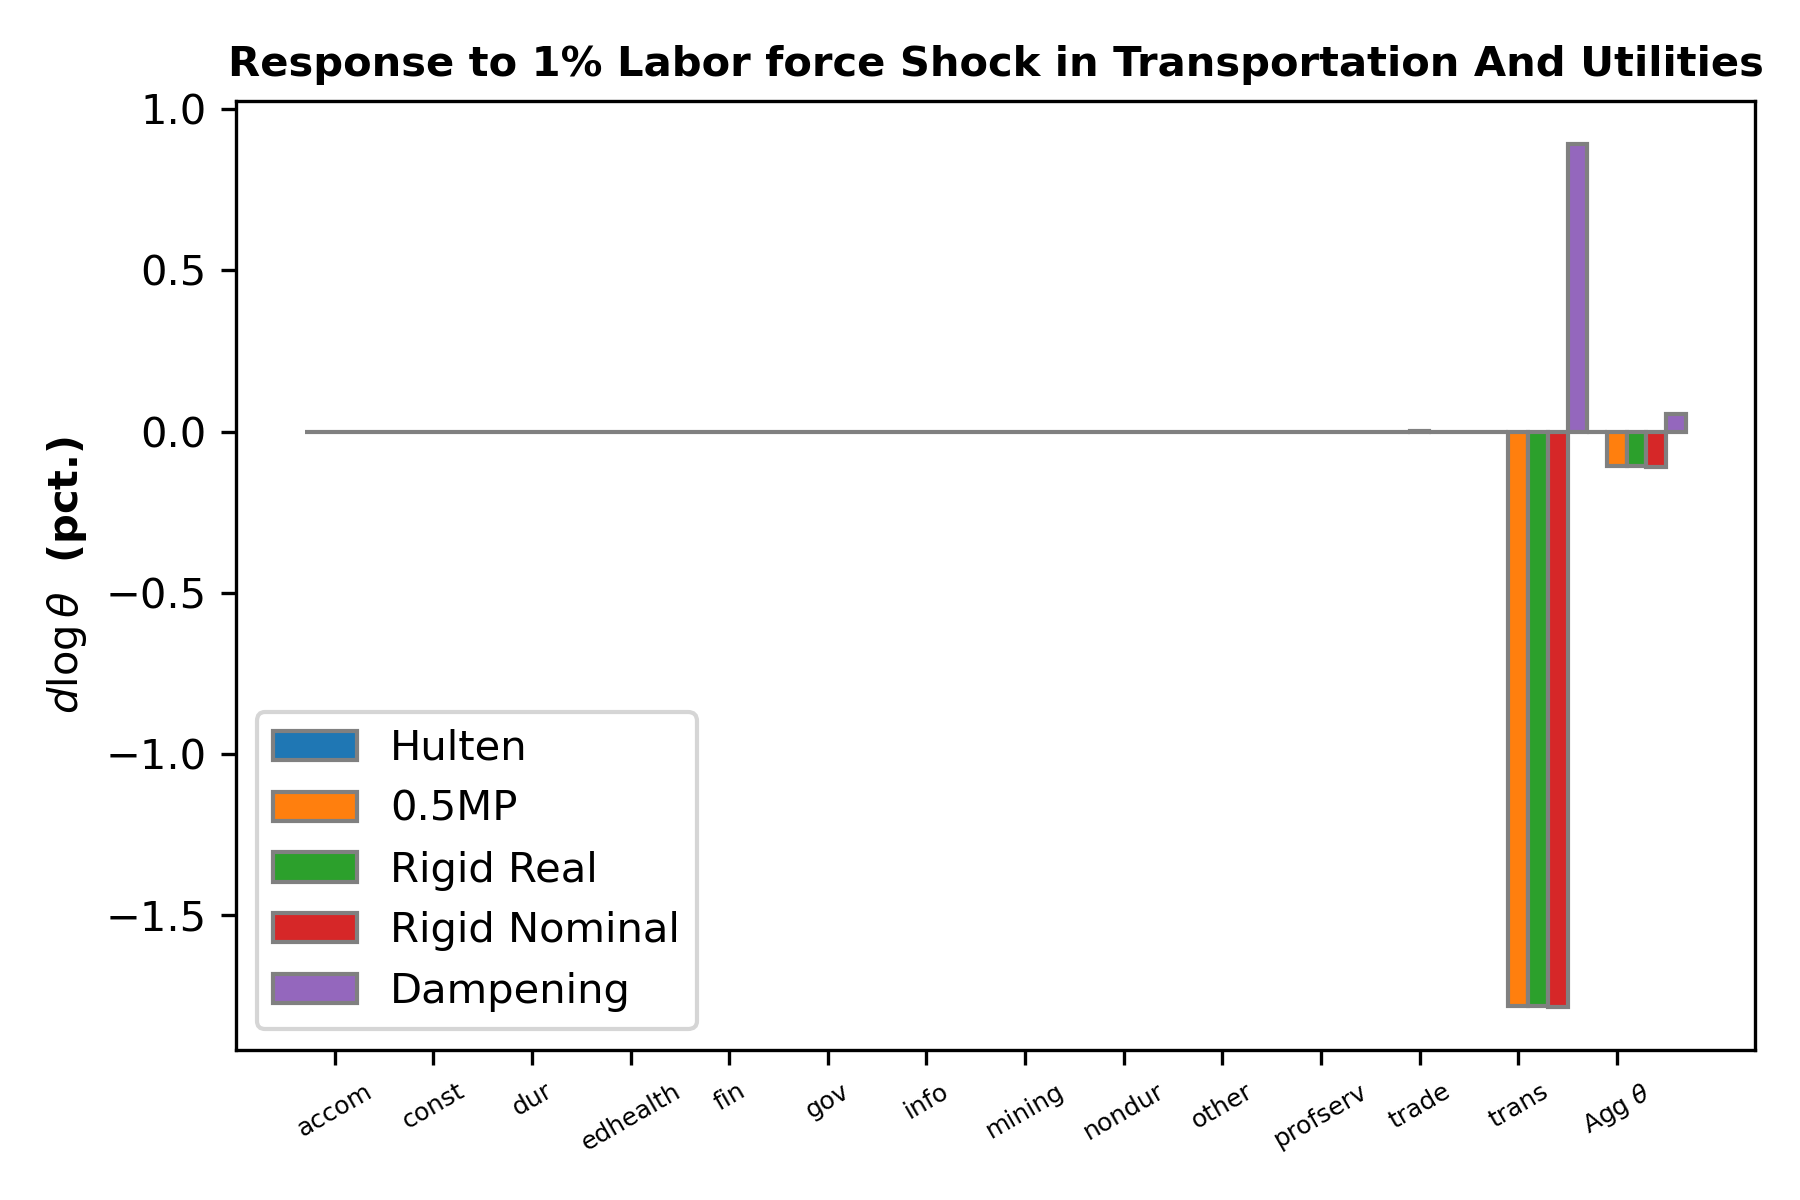 Response to 1% Labor force Shock in Transportation And Utilities
1.0
0.5
0.0
−0.5
−1.0
−1.5
dlog θ (pct.)
Hulten
0.5MP
Rigid Real
Rigid Nominal
Dampening
accom
const
dur
edhealth
fin
gov
info
mining
nondur
other
profserv
trade
trans
Agg θ